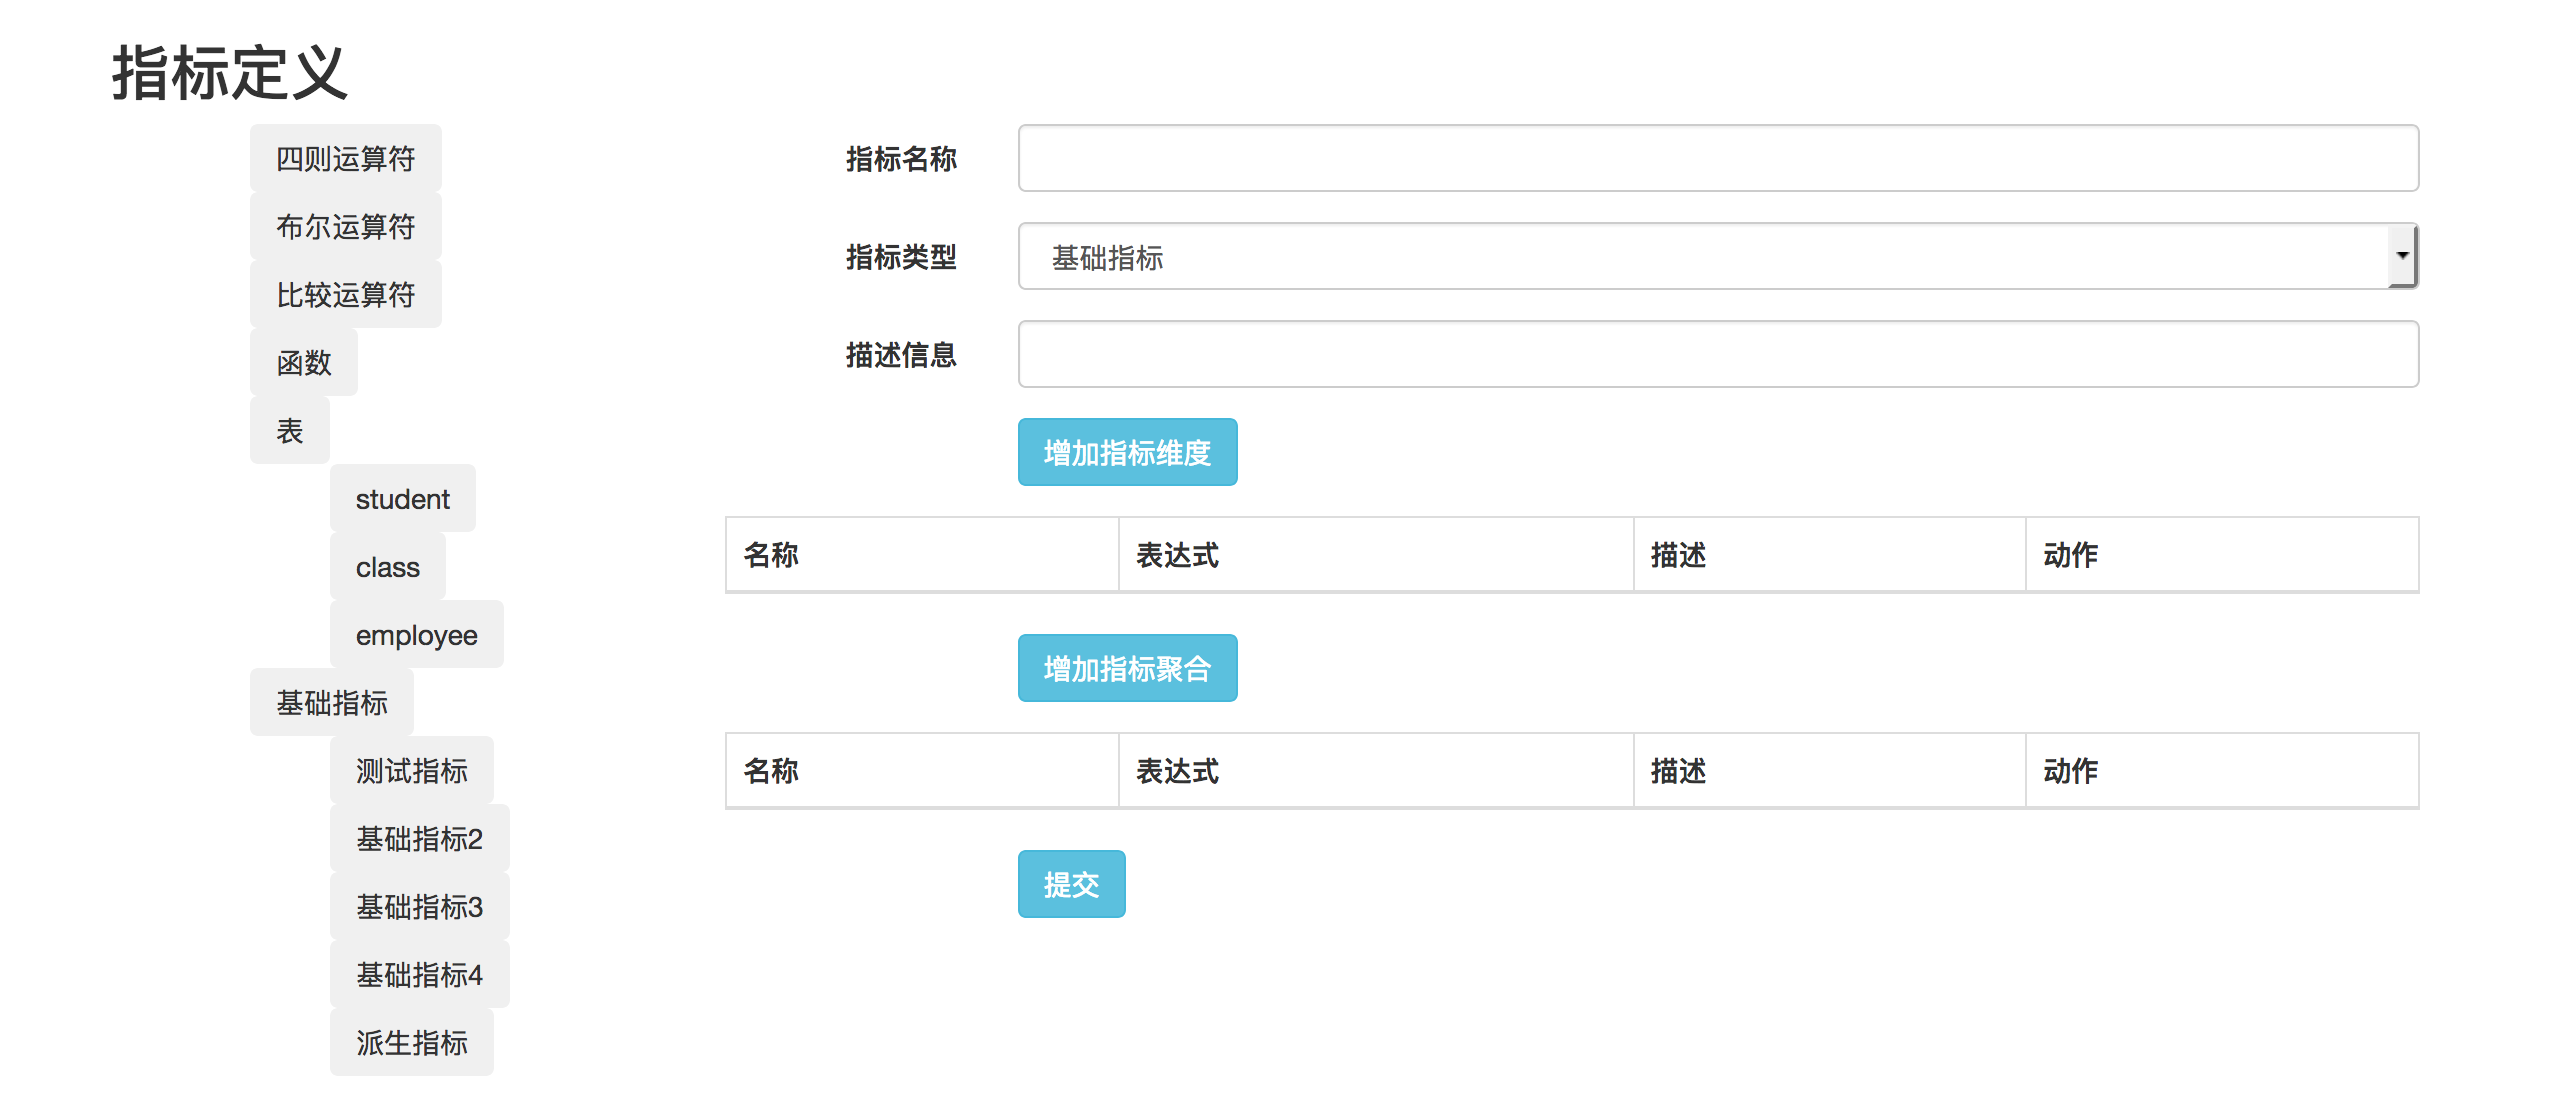 指标定义
四则运算符
布尔运算符
比较运算符
函数
表
student
class
employee
基础指标
测试指标
基础指标2
基础指标3
基础指标4
派生指标
指标名称
指标类型 基础指标
描述信息
增加指标维度
名称 表达式 描述 动作
增加指标聚合
名称 表达式 描述 动作
提交